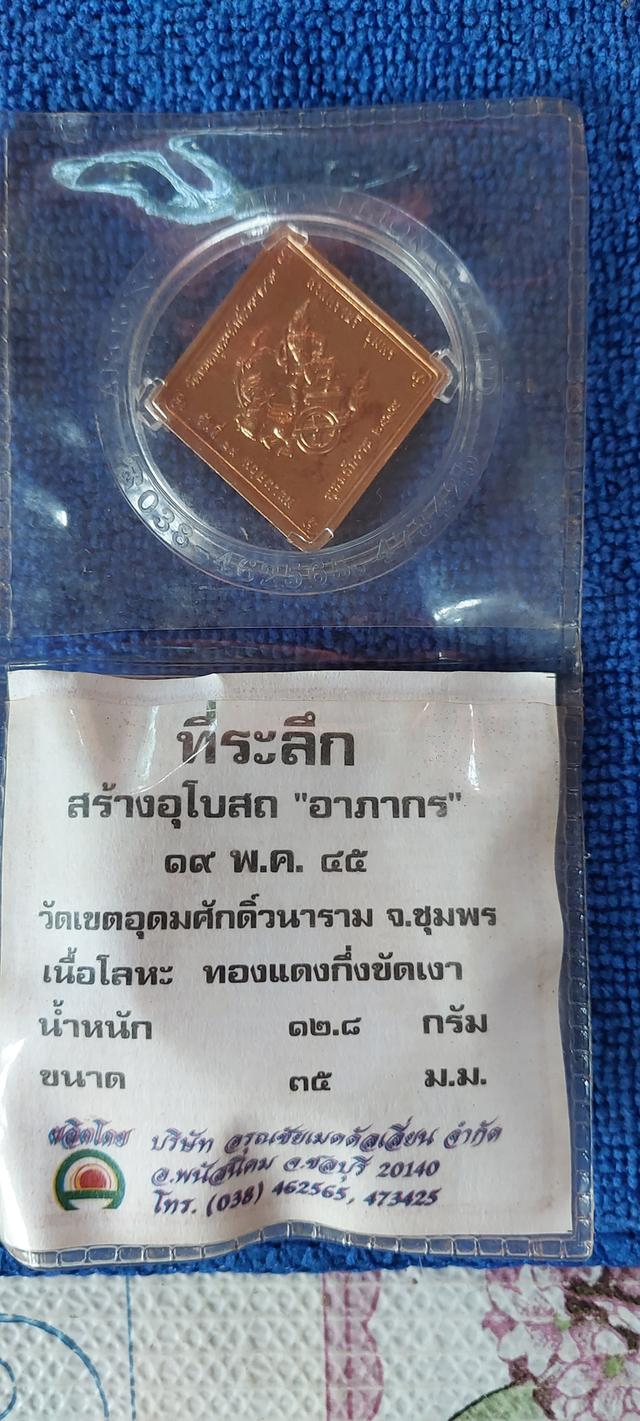 ที่ระลึก
สร้างอุโบสถ "อาภากร"
๑๙ พ.ค. ๔๕
วัดเขตอุดมศักดิ์วนาราม จ.ชุมพร
เนื้อโลหะ ทองแดงกึ่งขัดเงา
น้ำหนัก ๑๒.๘ กรัม
ขนาด ๓๕ ม.ม.
ผลิตโดย บริษัท อรุณชัยเมดดัลเลี่ยน จำกัด
อ.พนัสนิคม จ.ชลบุรี 20140
โทร. (038) 462565, 473425